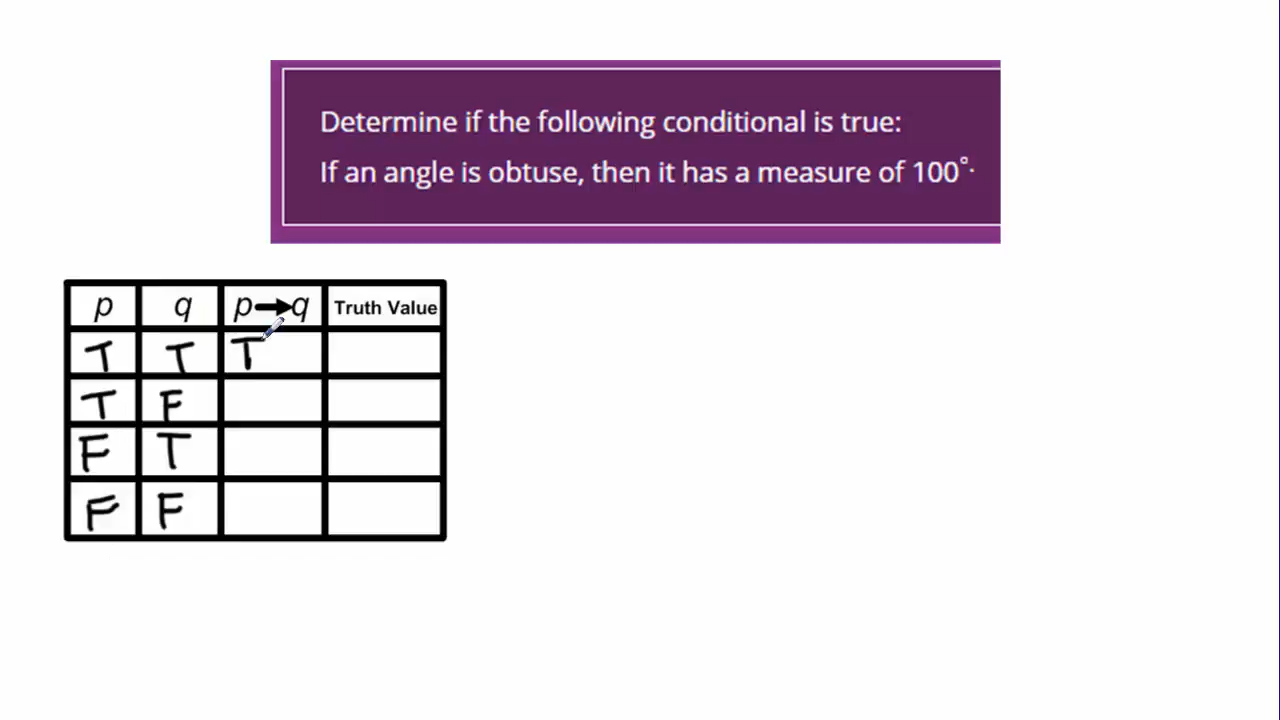 Determine if the following conditional is true:
If an angle is obtuse, then it has a measure of 100°.
p q p→q Truth Value
T T T
T F
F T
F F